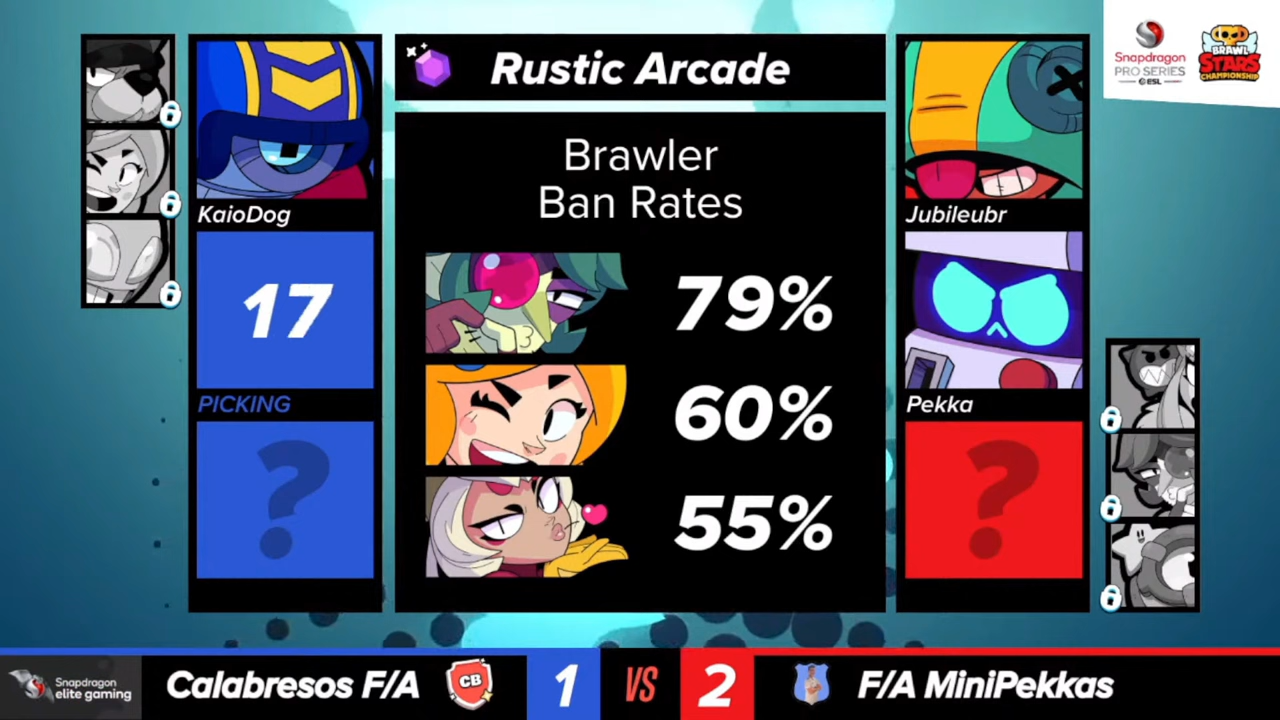 Rustic Arcade
Snapdragon
PRO SERIES
ESL
BRAWL
STARS
CHAMPIONSHIP
Brawler
Ban Rates
79%
60%
55%
KaioDog
17
PICKING
?
Jubileubr
Pekka
?
Snapdragon
elite gaming
Calabresos F/A
CB
1
VS
2
F/A MiniPekkas